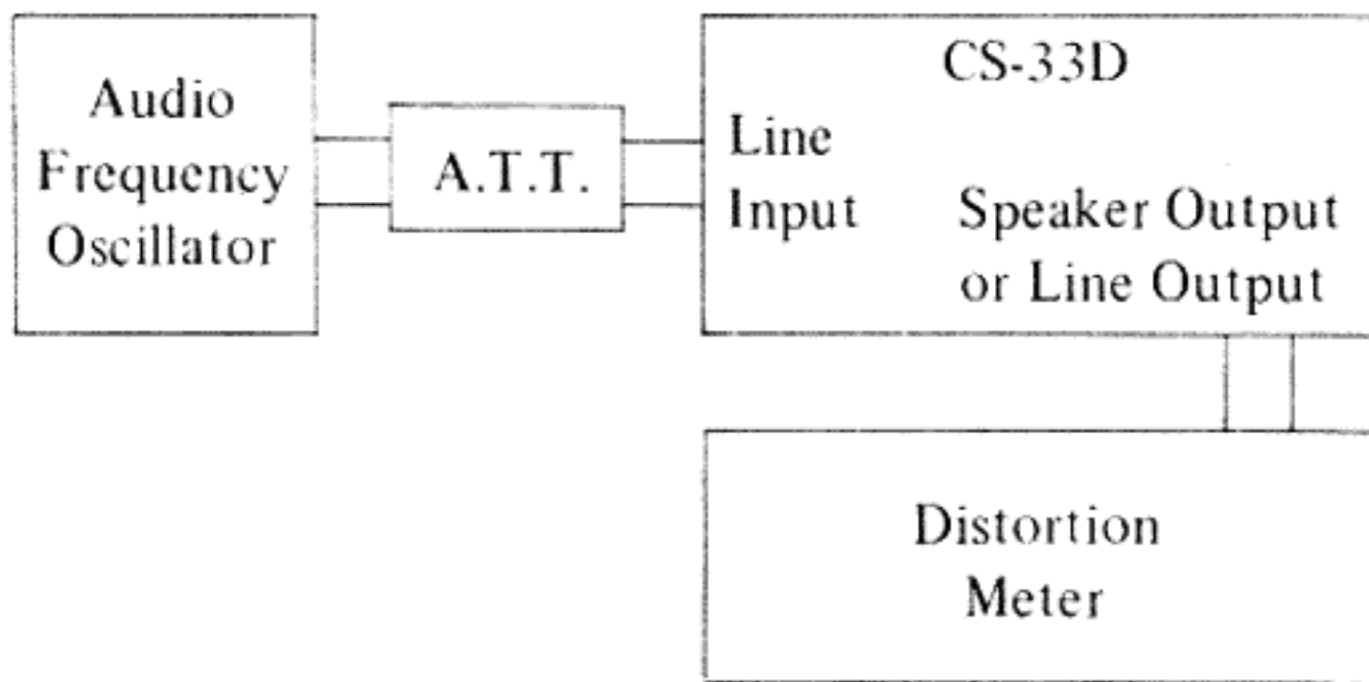 Audio
Frequency
Oscillator
A.T.T.
CS-33D
Line
Input
Speaker Output
or Line Output
Distortion
Meter